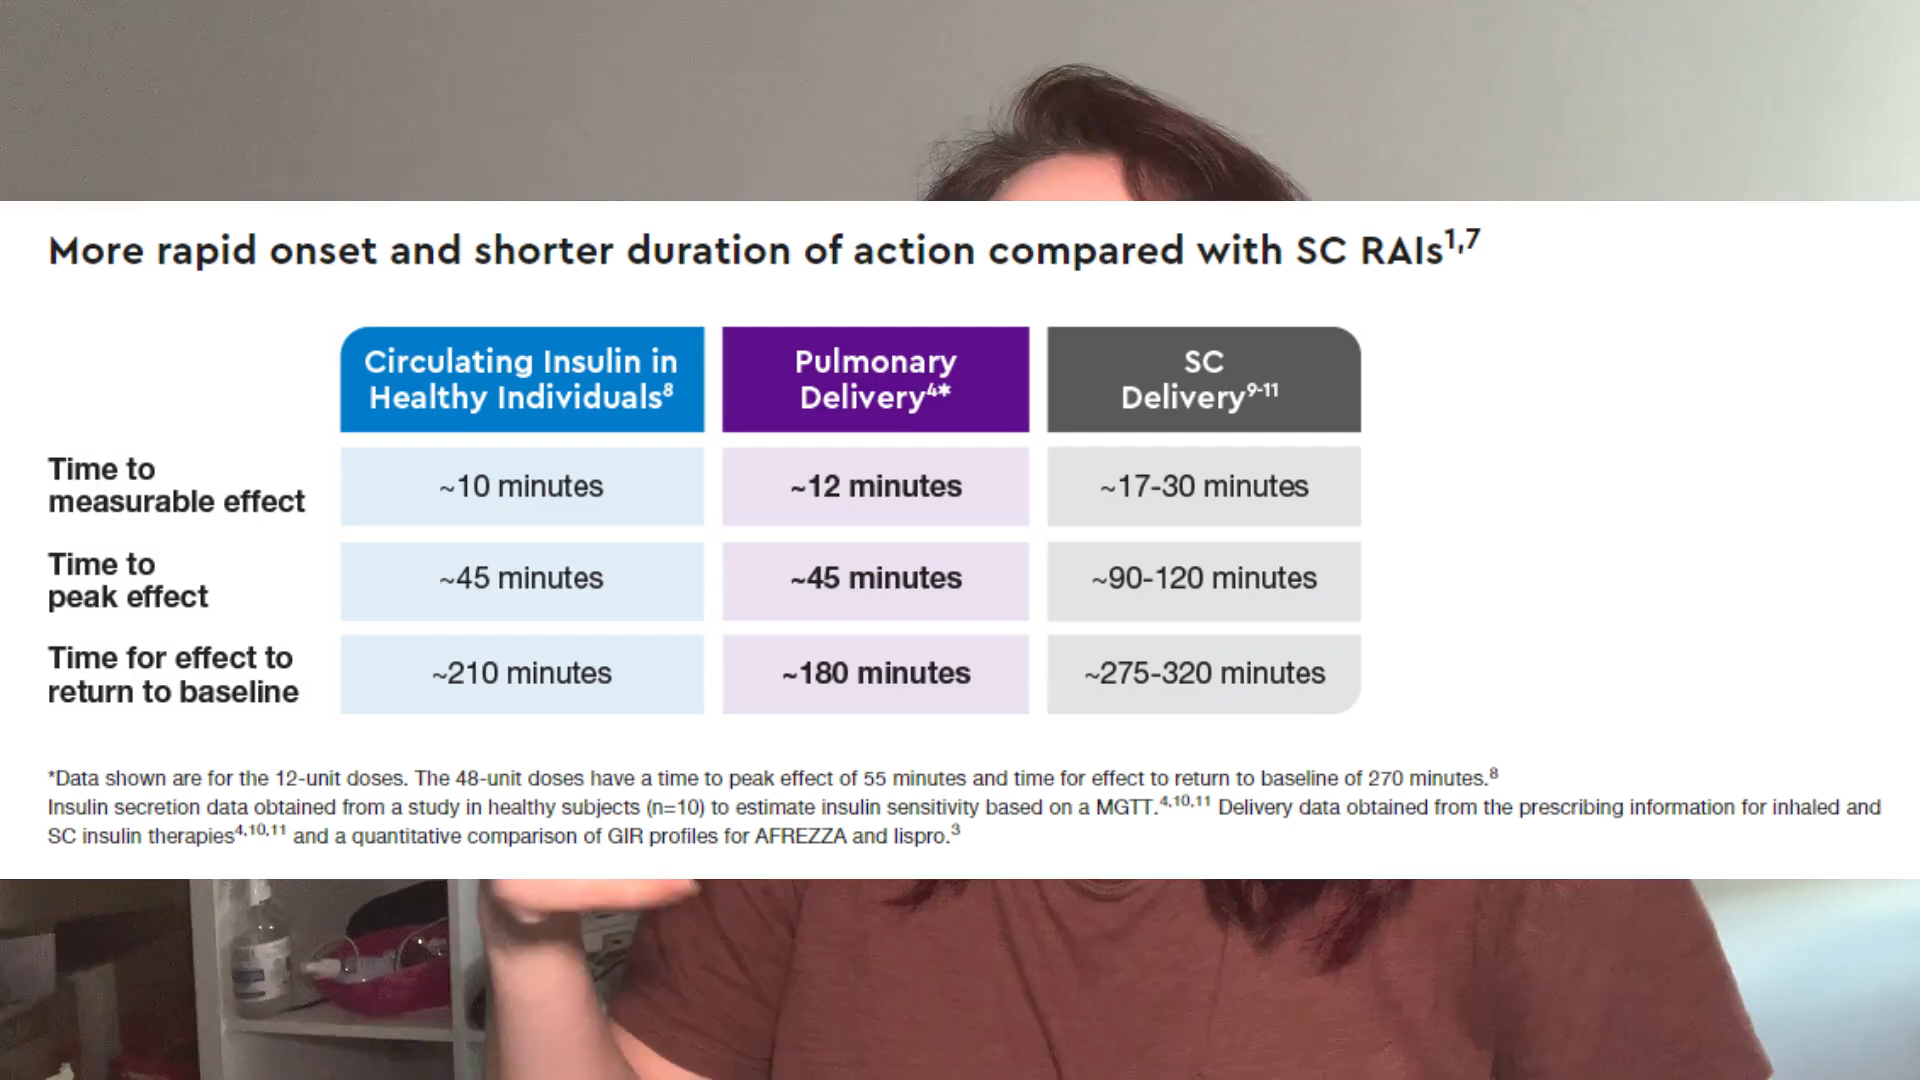 More rapid onset and shorter duration of action compared with SC RAIs1,7
Circulating Insulin in
Healthy Individuals8
Pulmonary
Delivery4*
SC
Delivery9-11
Time to
measurable effect
~10 minutes
~12 minutes
~17-30 minutes
Time to
peak effect
~45 minutes
~45 minutes
~90-120 minutes
Time for effect to
return to baseline
~210 minutes
~180 minutes
~275-320 minutes
*Data shown are for the 12-unit doses. The 48-unit doses have a time to peak effect of 55 minutes and time for effect to return to baseline of 270 minutes.8
Insulin secretion data obtained from a study in healthy subjects (n=10) to estimate insulin sensitivity based on a MGTT.4,10,11 Delivery data obtained from the prescribing information for inhaled and
SC insulin therapies4,10,11 and a quantitative comparison of GIR profiles for AFREZZA and lispro.3